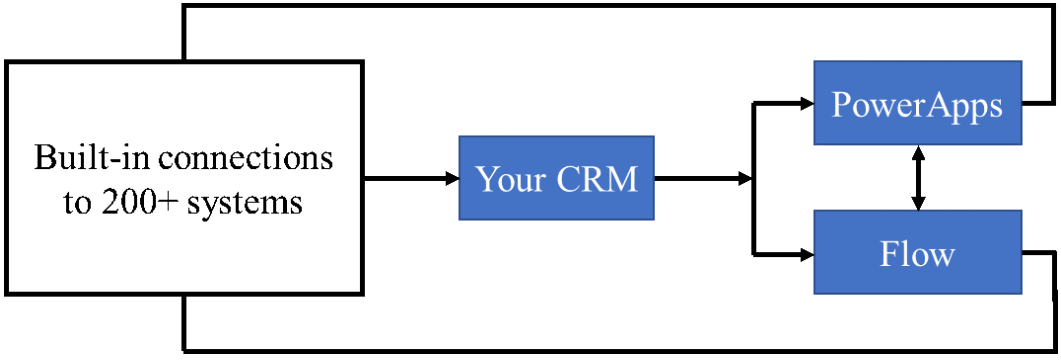 Built-in connections
to 200+ systems
Your CRM
PowerApps
Flow